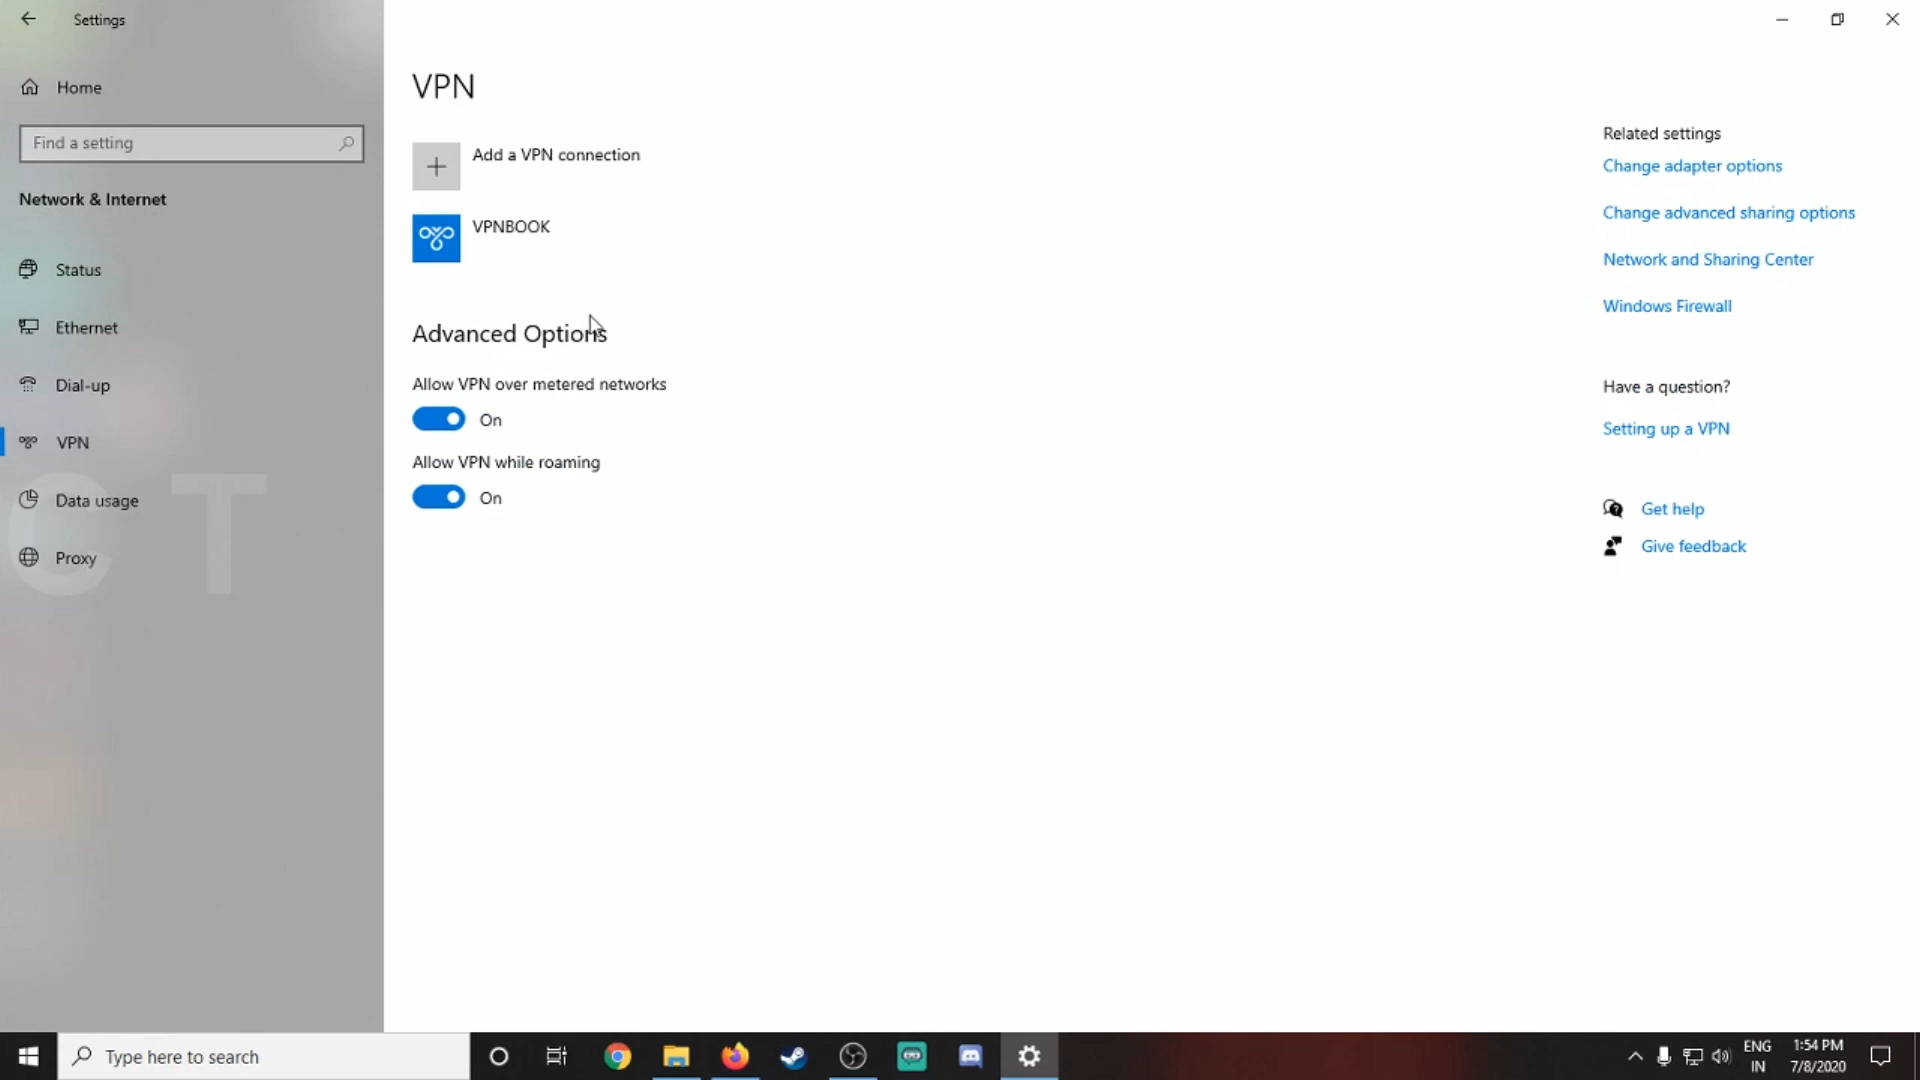 Settings
Home
Find a setting
Network & Internet
Status
Ethernet
Dial-up
VPN
Data usage
Proxy
C T
VPN
Add a VPN connection
VPNBOOK
Advanced Options
Allow VPN over metered networks
On
Allow VPN while roaming
On
Related settings
Change adapter options
Change advanced sharing options
Network and Sharing Center
Windows Firewall
Have a question?
Setting up a VPN
Get help
Give feedback
Type here to search
ENG
IN
1:54 PM
7/8/2020